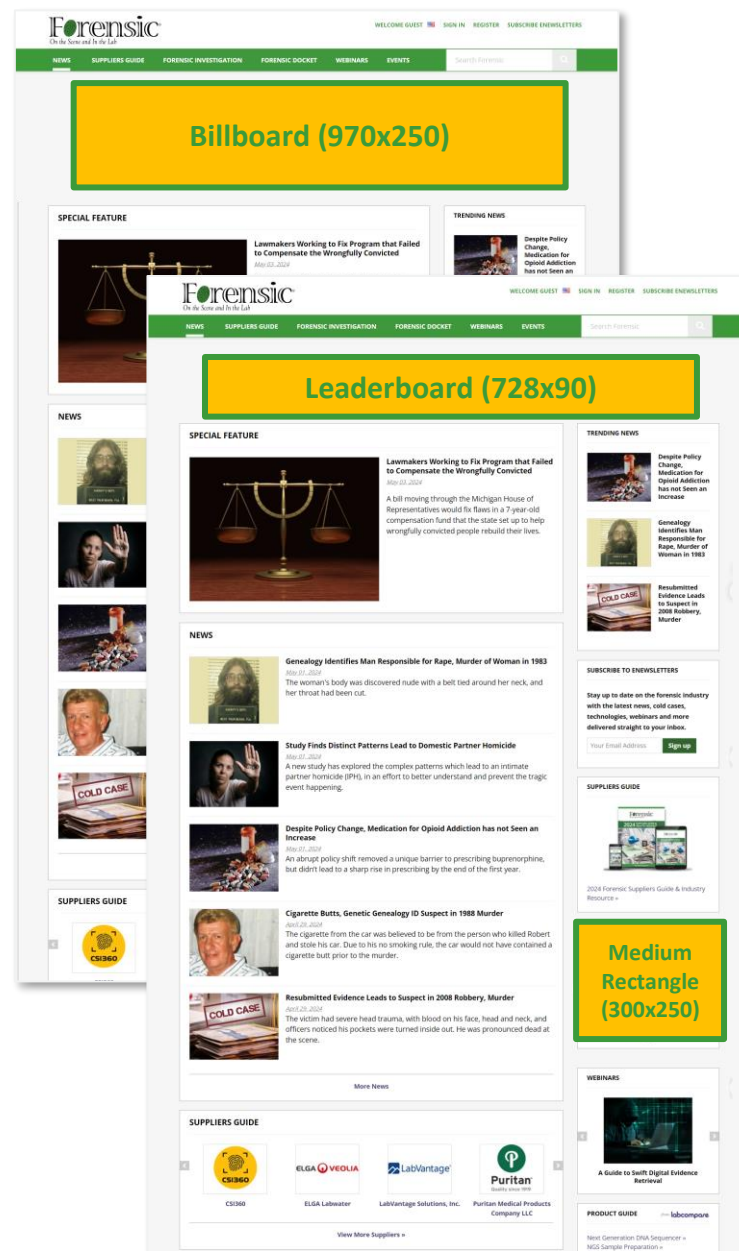 Forensic
On the Scene and In the Lab
WELCOME GUEST SIGN IN REGISTER SUBSCRIBE ENEWSLETTERS
NEWS SUPPLIERS GUIDE FORENSIC INVESTIGATION FORENSIC DOCKET WEBINARS EVENTS Search Forensic
Billboard (970x250)
SPECIAL FEATURE
Lawmakers Working to Fix Program that Failed
to Compensate the Wrongfully Convicted
May 03, 2024
TRENDING NEWS
Despite Policy
Change,
Medication for
Opioid Addiction
has not Seen an
NEWS
COLD CASE
SUPPLIERS GUIDE
CSI360
Forensic
On the Scene and In the Lab
WELCOME GUEST SIGN IN REGISTER SUBSCRIBE ENEWSLETTERS
NEWS SUPPLIERS GUIDE FORENSIC INVESTIGATION FORENSIC DOCKET WEBINARS EVENTS Search Forensic
Leaderboard (728x90)
SPECIAL FEATURE
Lawmakers Working to Fix Program that Failed
to Compensate the Wrongfully Convicted
May 03, 2024
A bill moving through the Michigan House of
Representatives would fix flaws in a 7-year-old
compensation fund that the state set up to help
wrongfully convicted people rebuild their lives.
NEWS
Genealogy Identifies Man Responsible for Rape, Murder of Woman in 1983
May 01, 2024
The woman's body was discovered nude with a belt tied around her neck, and
her throat had been cut.
Study Finds Distinct Patterns Lead to Domestic Partner Homicide
May 01, 2024
A new study has explored the complex patterns which lead to an intimate
partner homicide (IPH), in an effort to better understand and prevent the tragic
event happening.
Despite Policy Change, Medication for Opioid Addiction has not Seen an
Increase
May 01, 2024
An abrupt policy shift removed a unique barrier to prescribing buprenorphine,
but didn't lead to a sharp rise in prescribing by the end of the first year.
Cigarette Butts, Genetic Genealogy ID Suspect in 1988 Murder
April 29, 2024
The cigarette from the car was believed to be from the person who killed Robert
and stole his car. Due to his no smoking rule, the car would not have contained a
cigarette butt prior to the murder.
COLD CASE
Resubmitted Evidence Leads to Suspect in 2008 Robbery, Murder
April 29, 2024
The victim had severe head trauma, with blood on his face, head and neck, and
officers noticed his pockets were turned inside out. He was pronounced dead at
the scene.
More News
SUPPLIERS GUIDE
CSI360
ELGA VEOLIA
LabVantage
Puritan
Quality since 1919
CSI360
ELGA Labwater
LabVantage Solutions, Inc.
Puritan Medical Products
Company LLC
View More Suppliers »
TRENDING NEWS
Despite Policy
Change,
Medication for
Opioid Addiction
has not Seen an
Increase
Genealogy
Identifies Man
Responsible for
Rape, Murder of
Woman in 1983
COLD CASE
Resubmitted
Evidence Leads
to Suspect in
2008 Robbery,
Murder
SUBSCRIBE TO ENEWSLETTERS
Stay up to date on the forensic industry
with the latest news, cold cases,
technologies, webinars and more
delivered straight to your inbox.
Your Email Address Sign up
SUPPLIERS GUIDE
Forensic
2024 Forensic Suppliers Guide & Industry
Resource »
Medium
Rectangle
(300x250)
WEBINARS
A Guide to Swift Digital Evidence
Retrieval
PRODUCT GUIDE labcompare
Next Generation DNA Sequencer »
NGS Sample Preparation »